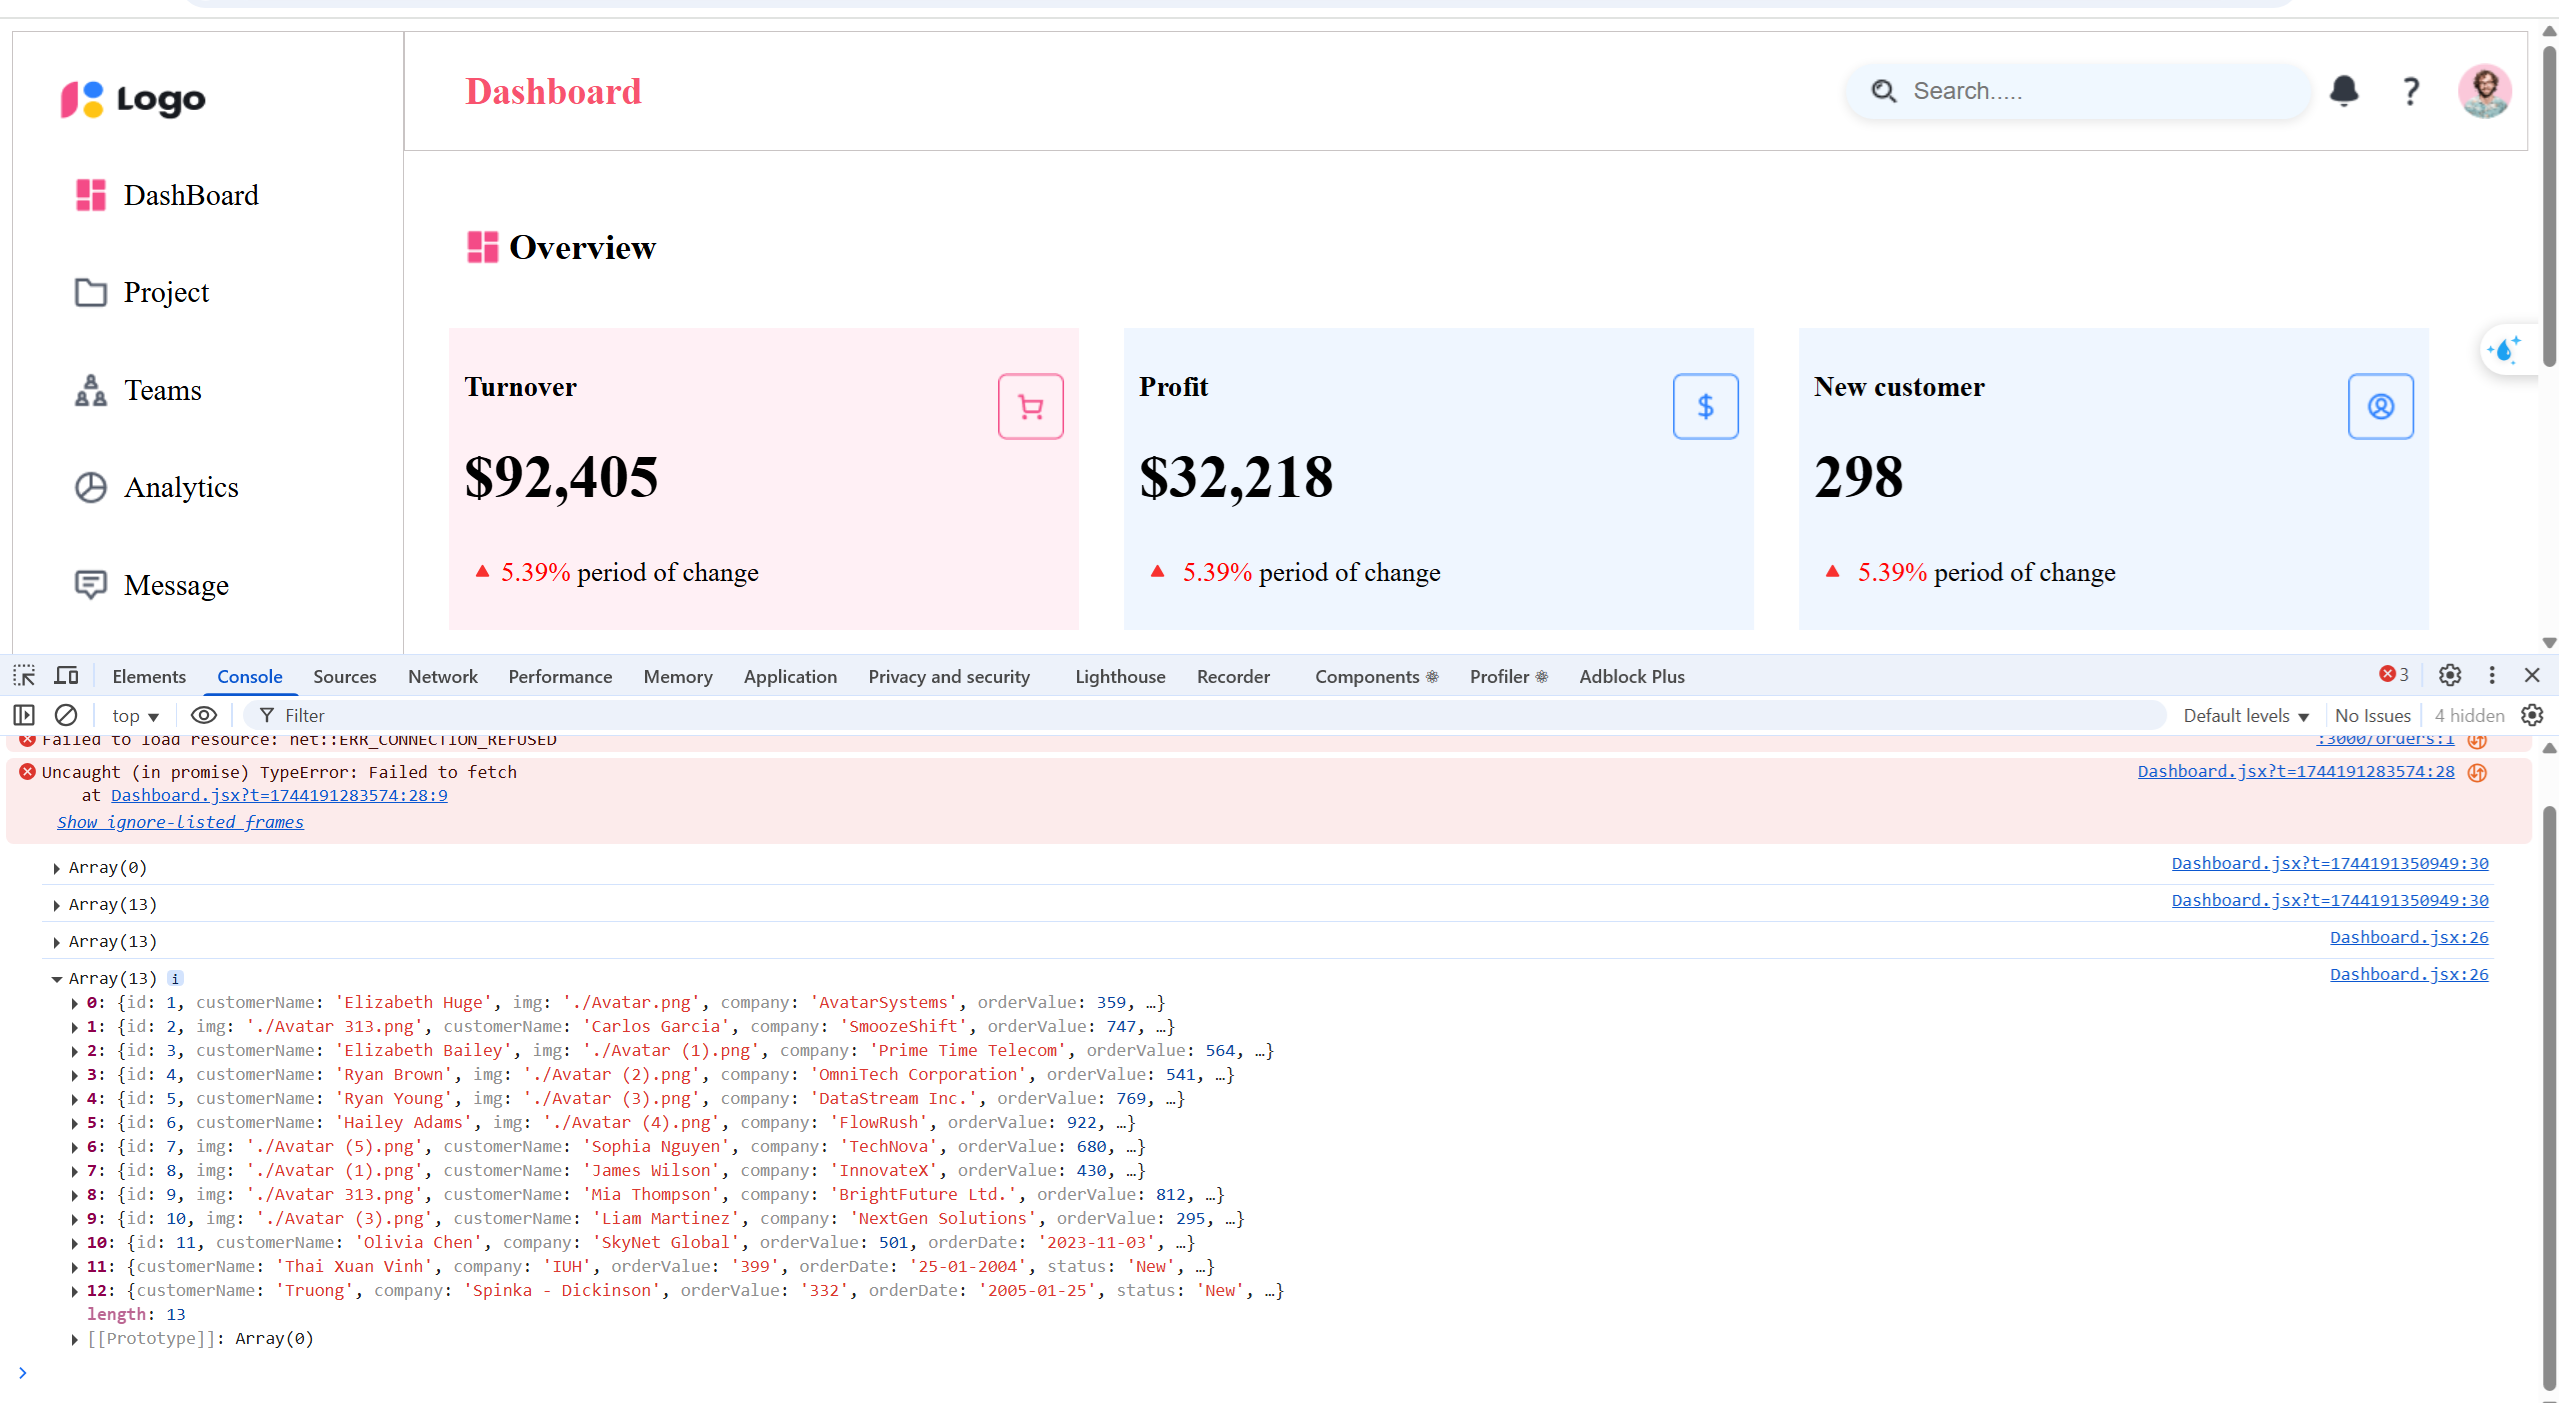 Logo
Dashboard
Search.....
?
DashBoard
Project
Teams
Analytics
Message
Overview
Turnover
$92,405
5.39% period of change
Profit
$
$32,218
5.39% period of change
New customer
298
5.39% period of change
Elements Console Sources Network Performance Memory Application Privacy and security Lighthouse Recorder Components Profiler Adblock Plus 3
top Filter Default levels No Issues 4 hidden
Failed to load resource: net::ERR_CONNECTION_REFUSED :3000/orders:1
Uncaught (in promise) TypeError: Failed to fetch Dashboard.jsx?t=1744191283574:28
at Dashboard.jsx?t=1744191283574:28:9
Show ignore-listed frames
Array(0) Dashboard.jsx?t=1744191350949:30
Array(13) Dashboard.jsx?t=1744191350949:30
Array(13) Dashboard.jsx:26
Array(13) i Dashboard.jsx:26
0: {id: 1, customerName: 'Elizabeth Huge', img: './Avatar.png', company: 'AvatarSystems', orderValue: 359, …}
1: {id: 2, img: './Avatar 313.png', customerName: 'Carlos Garcia', company: 'SmoozeShift', orderValue: 747, …}
2: {id: 3, customerName: 'Elizabeth Bailey', img: './Avatar (1).png', company: 'Prime Time Telecom', orderValue: 564, …}
3: {id: 4, customerName: 'Ryan Brown', img: './Avatar (2).png', company: 'OmniTech Corporation', orderValue: 541, …}
4: {id: 5, customerName: 'Ryan Young', img: './Avatar (3).png', company: 'DataStream Inc.', orderValue: 769, …}
5: {id: 6, customerName: 'Hailey Adams', img: './Avatar (4).png', company: 'FlowRush', orderValue: 922, …}
6: {id: 7, img: './Avatar (5).png', customerName: 'Sophia Nguyen', company: 'TechNova', orderValue: 680, …}
7: {id: 8, img: './Avatar (1).png', customerName: 'James Wilson', company: 'InnovateX', orderValue: 430, …}
8: {id: 9, img: './Avatar 313.png', customerName: 'Mia Thompson', company: 'BrightFuture Ltd.', orderValue: 812, …}
9: {id: 10, img: './Avatar (3).png', customerName: 'Liam Martinez', company: 'NextGen Solutions', orderValue: 295, …}
10: {id: 11, customerName: 'Olivia Chen', company: 'SkyNet Global', orderValue: 501, orderDate: '2023-11-03', …}
11: {customerName: 'Thai Xuan Vinh', company: 'IUH', orderValue: '399', orderDate: '25-01-2004', status: 'New', …}
12: {customerName: 'Truong', company: 'Spinka - Dickinson', orderValue: '332', orderDate: '2005-01-25', status: 'New', …}
length: 13
[[Prototype]]: Array(0)